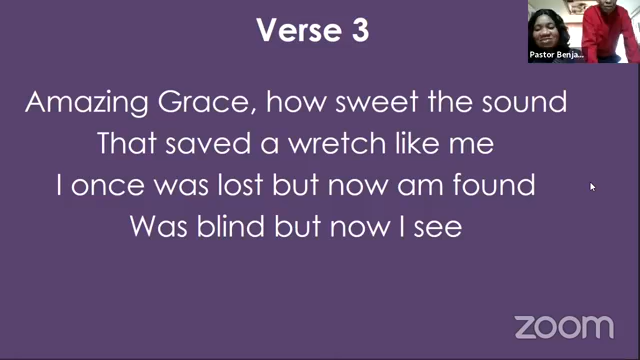 Verse 3
Pastor Benja...
Amazing Grace, how sweet the sound
That saved a wretch like me
I once was lost but now am found
Was blind but now I see
zoom